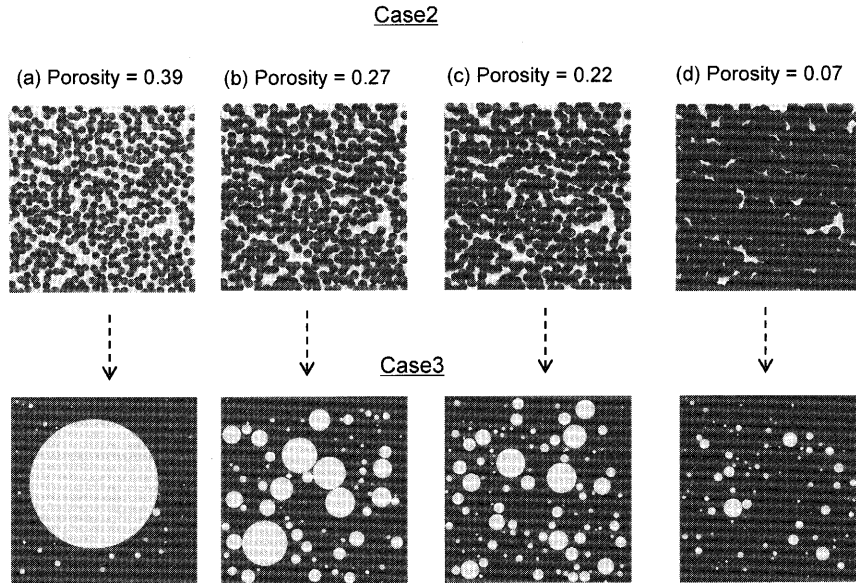 Case2
(a) Porosity = 0.39 (b) Porosity = 0.27 (c) Porosity = 0.22 (d) Porosity = 0.07
Case3